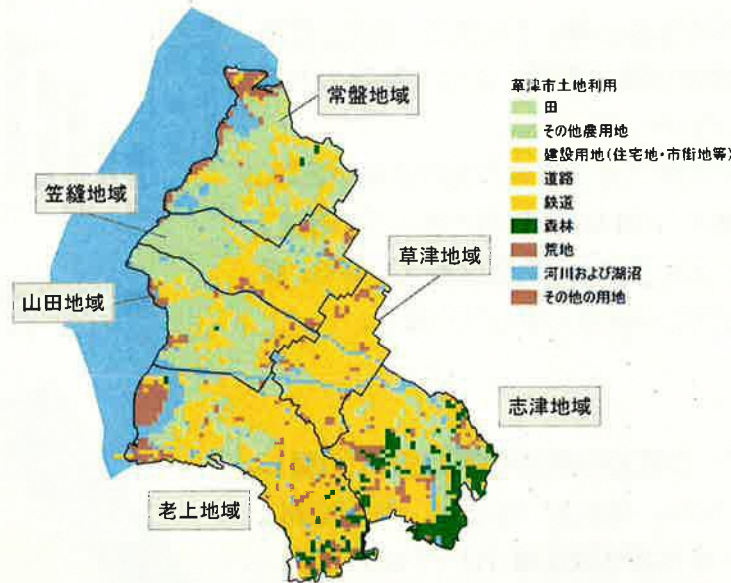 常盤地域
笠縫地域
草津地域
山田地域
志津地域
老上地域
草津市土地利用
田
その他農用地
建設用地(住宅地・市街地等)
道路
鉄道
森林
荒地
河川および湖沼
その他の用地